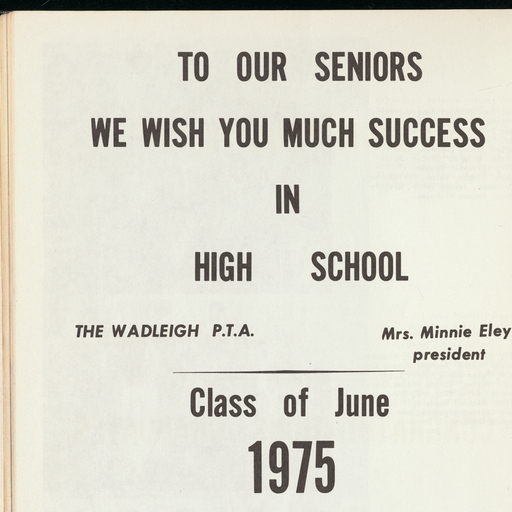 TO OUR SENIORS
WE WISH YOU MUCH SUCCESS
IN
HIGH SCHOOL
THE WADLEIGH P.T.A.
Mrs. Minnie Eley
president
Class of June
1975